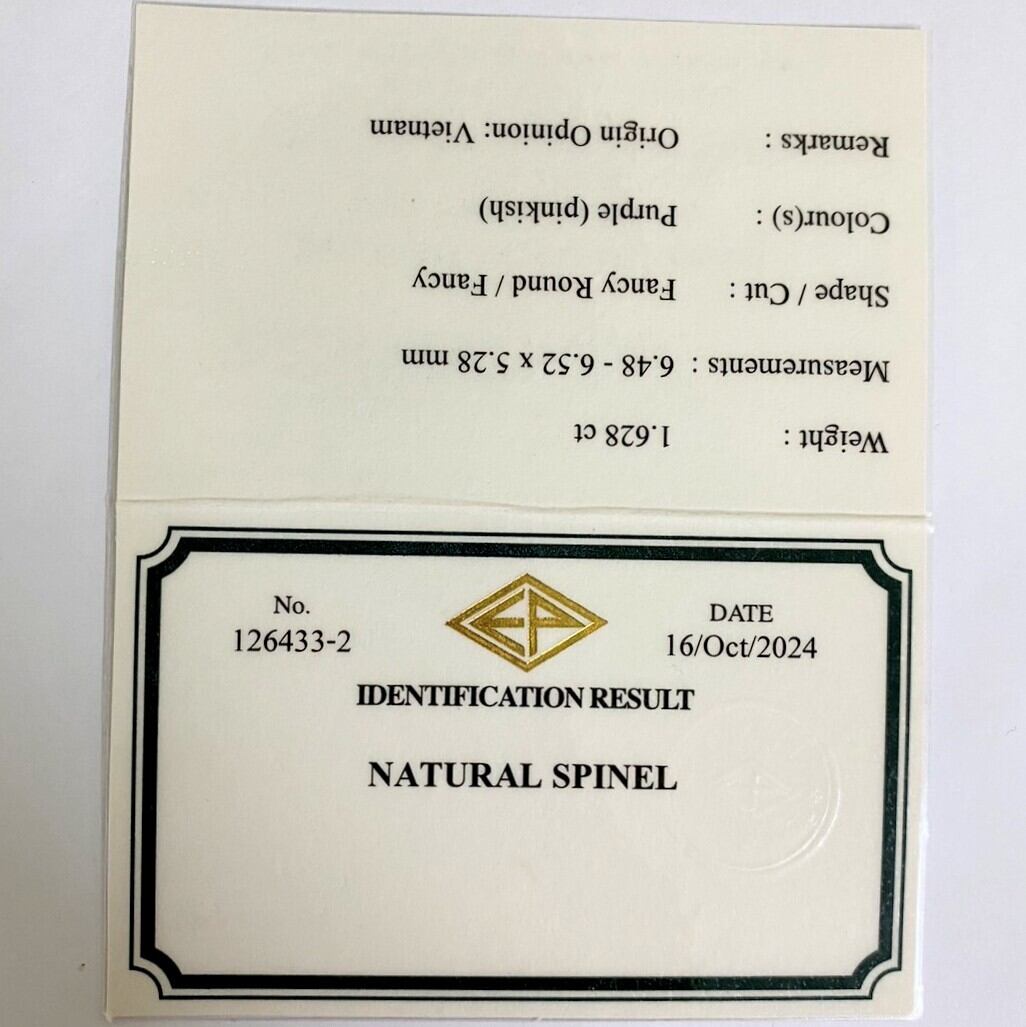 No.
126433-2
DATE
16/Oct/2024
IDENTIFICATION RESULT
NATURAL SPINEL
Weight : 1.628 ct
Measurements : 6.48 - 6.52 x 5.28 mm
Shape / Cut : Fancy Round / Fancy
Colour(s) : Purple (pinkish)
Remarks : Origin Opinion: Vietnam